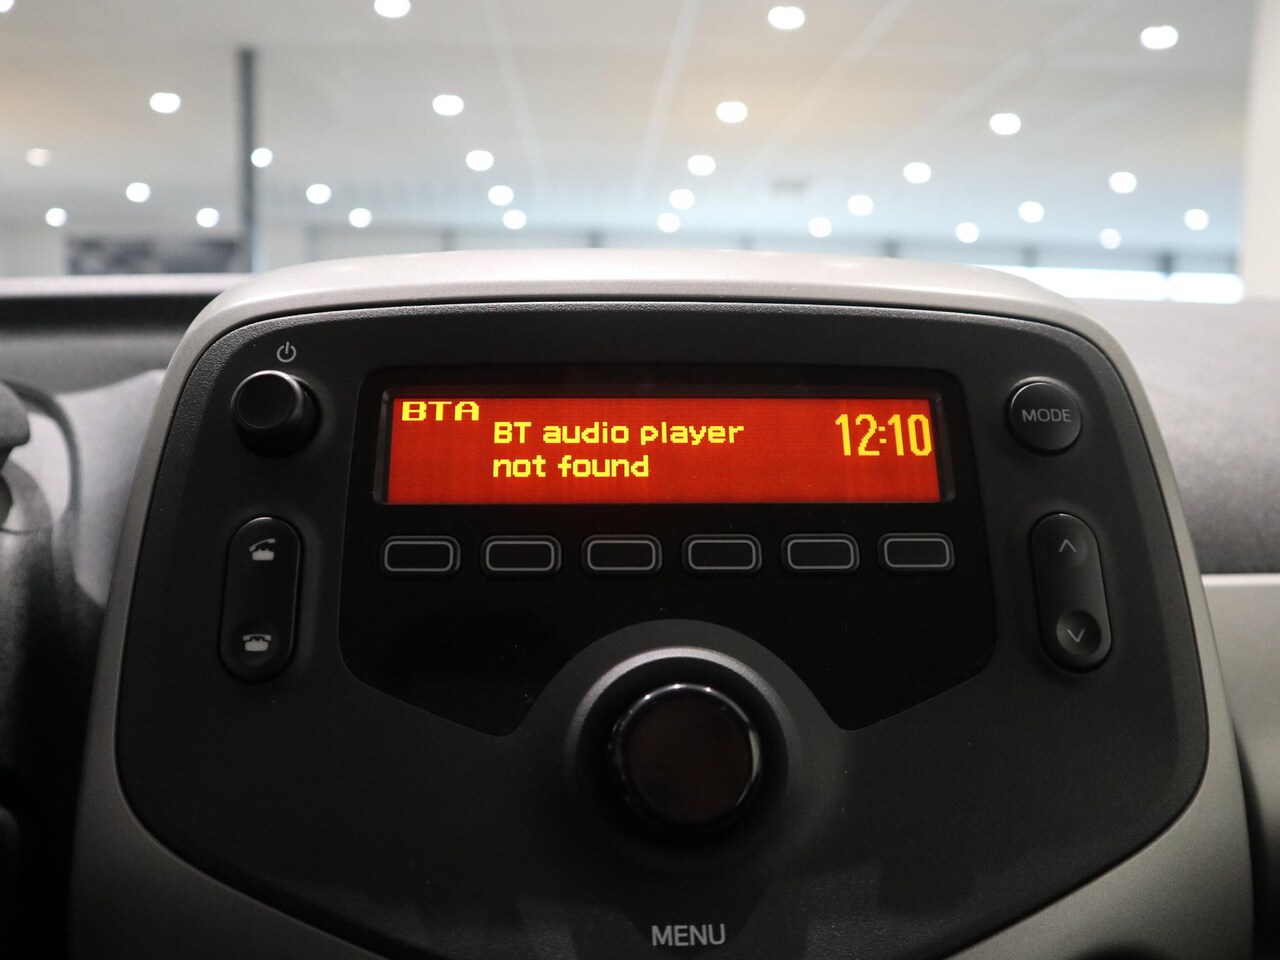 BTA
BT audio player
not found
12:10
MODE
MENU